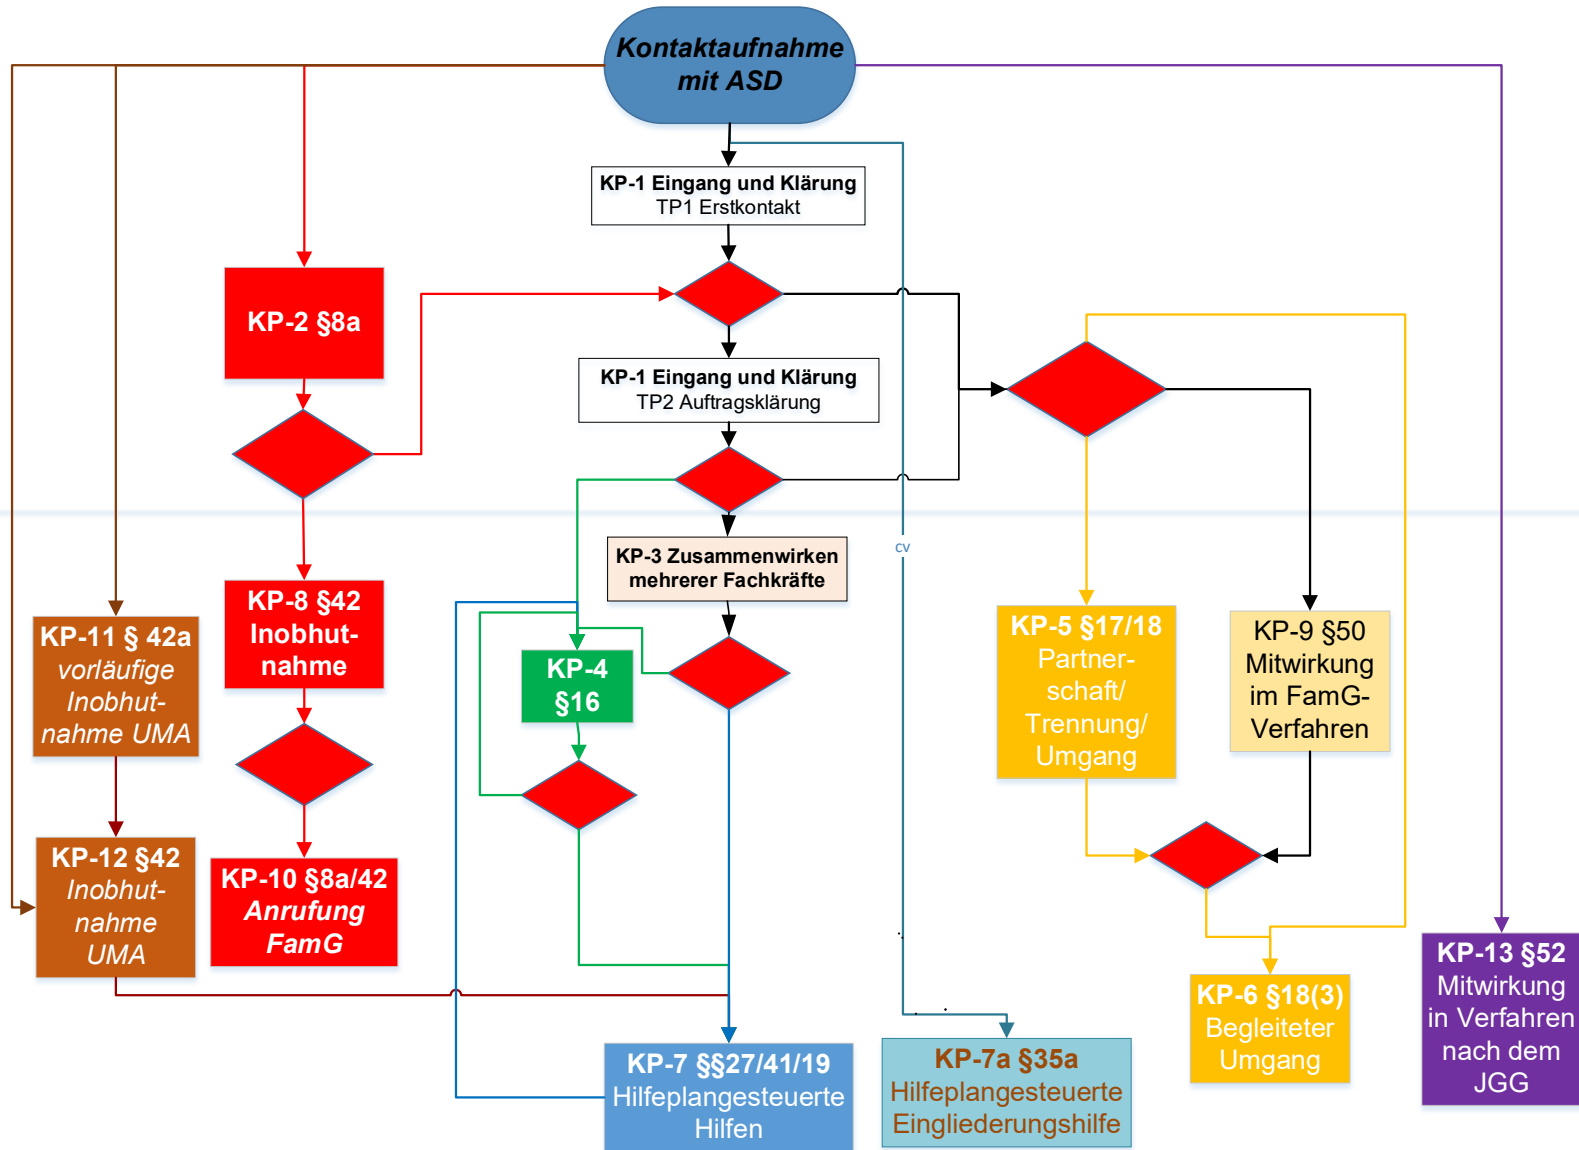 Kontaktaufnahme
mit ASD
KP-1 Eingang und Klärung
TP1 Erstkontakt
KP-2 §8a
KP-1 Eingang und Klärung
TP2 Auftragsklärung
KP-3 Zusammenwirken
mehrerer Fachkräfte
cv
KP-8 §42
Inobhut-
nahme
KP-11 § 42a
vorläufige
Inobhut-
nahme UMA
KP-4
§16
KP-5 §17/18
Partner-
schaft/
Trennung/
Umgang
KP-9 §50
Mitwirkung
im FamG-
Verfahren
KP-12 §42
Inobhut-
nahme
UMA
KP-10 §8a/42
Anrufung
FamG
KP-7 §§27/41/19
Hilfeplangesteuerte
Hilfen
KP-7a §35a
Hilfeplangesteuerte
Eingliederungshilfe
KP-6 §18(3)
Begleiteter
Umgang
KP-13 §52
Mitwirkung
in Verfahren
nach dem
JGG